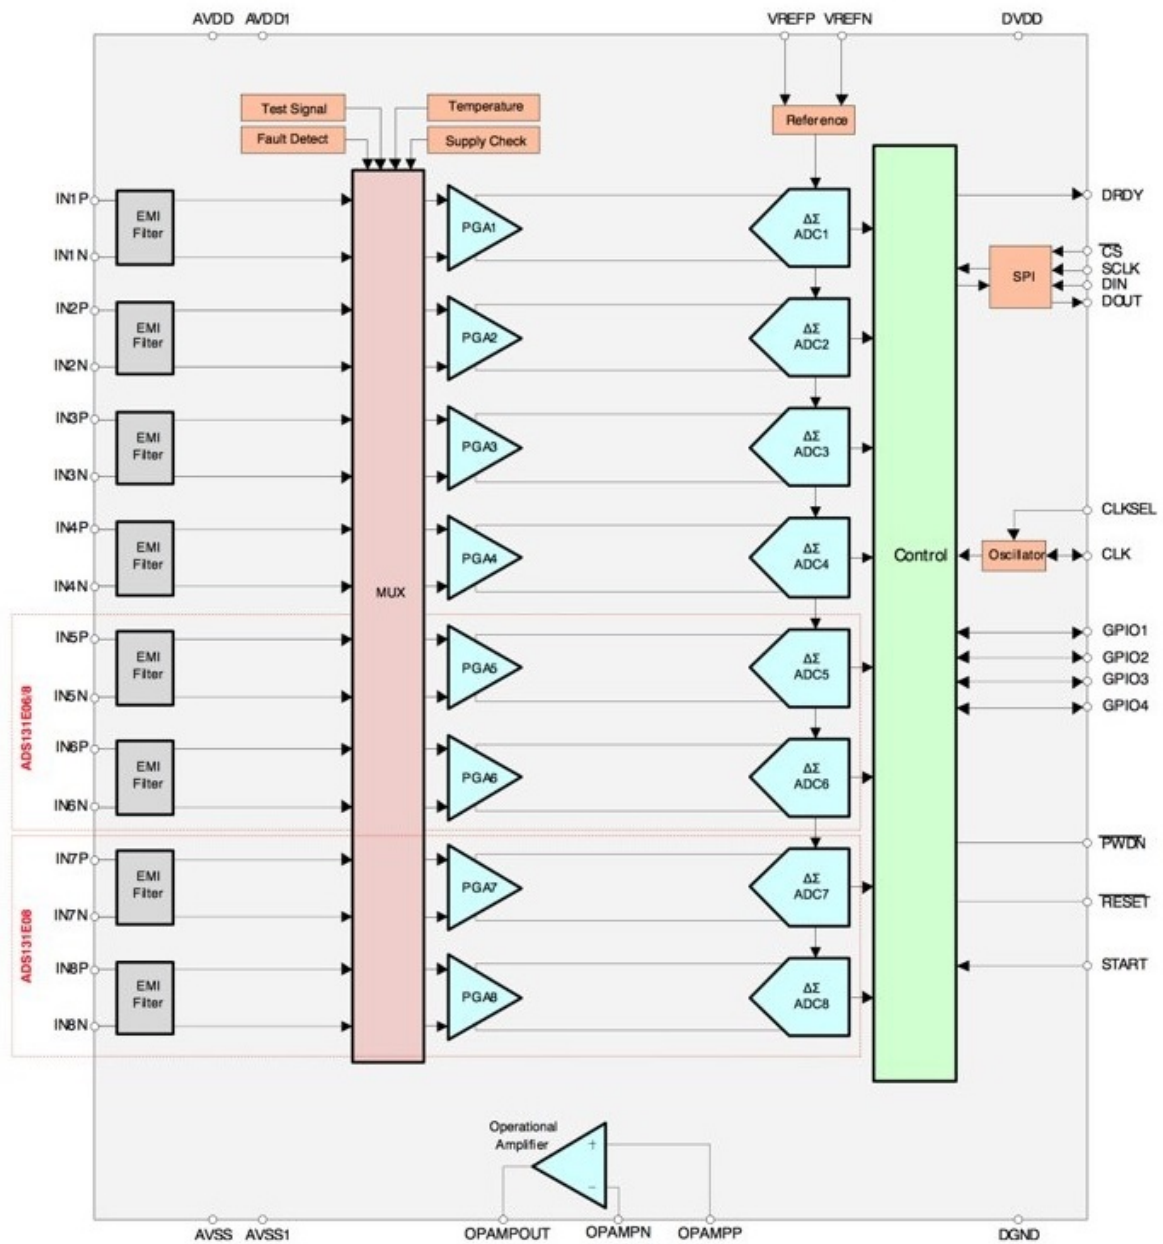 AVDD AVDD1 VREFP VREFN DVDD
Test Signal
Temperature
Fault Detect
Supply Check
Reference
IN1P
EMI
Filter
IN1N
PGA1
ΔΣ
ADC1
DRDY
CS
SCLK
DIN
DOUT
SPI
IN2P
EMI
Filter
IN2N
PGA2
ΔΣ
ADC2
IN3P
EMI
Filter
IN3N
PGA3
ΔΣ
ADC3
IN4P
EMI
Filter
IN4N
PGA4
ΔΣ
ADC4
MUX
Control
CLKSEL
Oscillator
CLK
ADS131E06/8
IN5P
EMI
Filter
IN5N
PGA5
ΔΣ
ADC5
GPIO1
GPIO2
GPIO3
GPIO4
IN6P
EMI
Filter
IN6N
PGA6
ΔΣ
ADC6
ADS131E08
IN7P
EMI
Filter
IN7N
PGA7
ΔΣ
ADC7
PWDN
RESET
START
IN8P
EMI
Filter
IN8N
PGA8
ΔΣ
ADC8
Operational
Amplifier
+
−
AVSS AVSS1 OPAMPOUT OPAMPN OPAMPP DGND